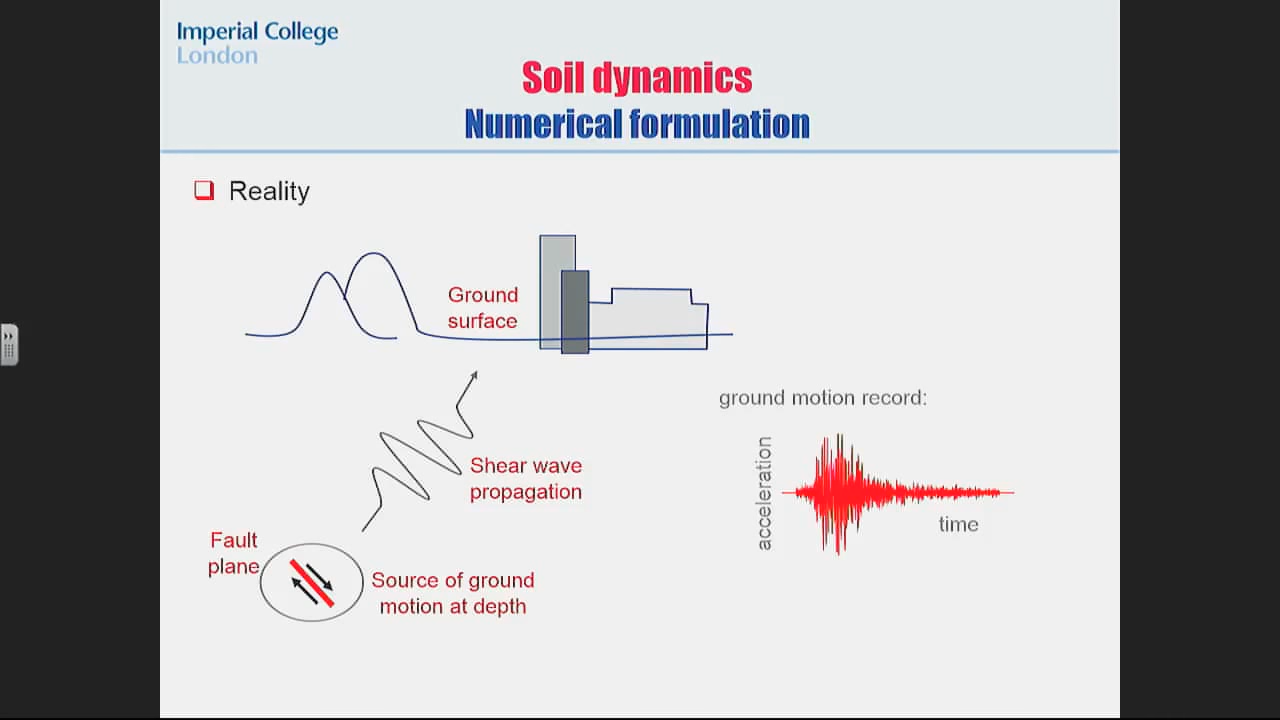 Imperial College
London
Soil dynamics
Numerical formulation
Reality
Ground
surface
ground motion record:
acceleration
time
Shear wave
propagation
Fault
plane
Source of ground
motion at depth